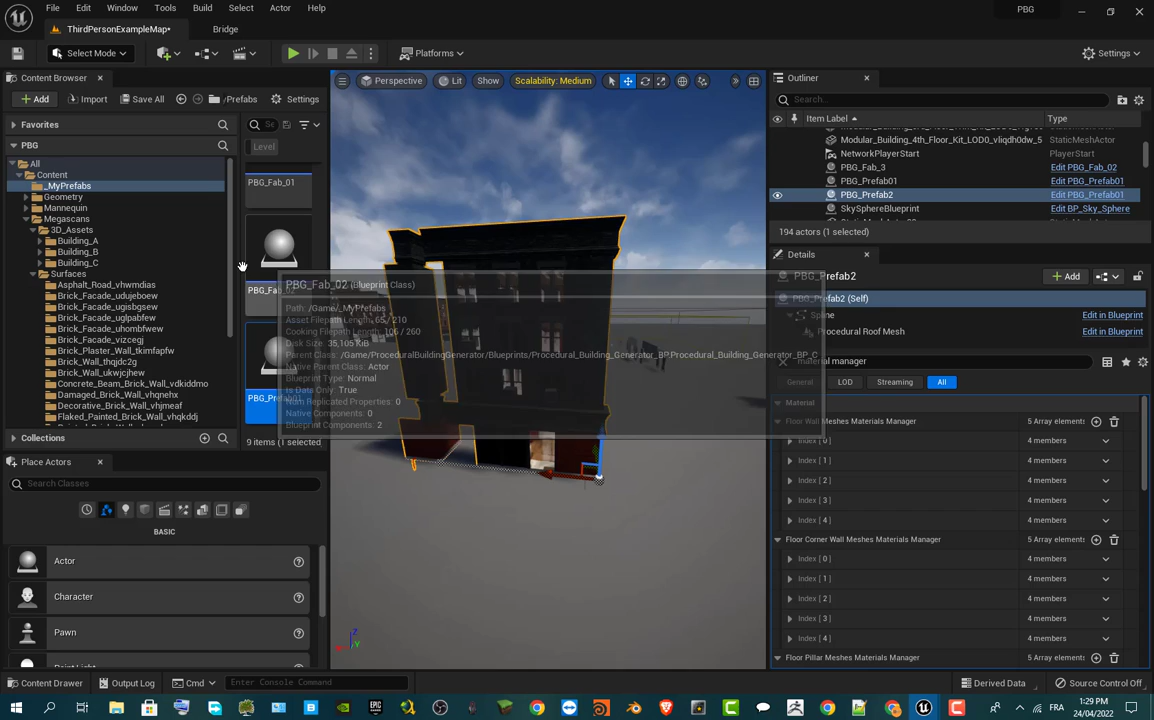 File Edit Window Tools Build Select Actor Help
PBG
ThirdPersonExampleMap*
Bridge
Select Mode
Platforms
Settings
Content Browser
Add Import Save All /Prefabs Settings
Favorites
PBG
All
Content
_MyPrefabs
Geometry
Mannequin
Megascans
3D_Assets
Building_A
Building_B
Building_C
Surfaces
Asphalt_Road_vhwmdias
Brick_Facade_udujeboew
Brick_Facade_ugisgbsew
Brick_Facade_uglpabfew
Brick_Facade_uhombfwew
Brick_Facade_vizcegj
Brick_Plaster_Wall_tkimfapfw
Brick_Wall_thqjdc2g
Brick_Wall_ukwjcjhew
Concrete_Beam_Brick_Wall_vdkiddmo
Damaged_Brick_Wall_vhqnehx
Decorative_Brick_Wall_vhjmeaf
Flaked_Painted_Brick_Wall_vhqkddj
Collections
Level
PBG_Fab_01
9 items (1 selected)
Perspective Lit Show Scalability: Medium
PBG_Fab_02 (Blueprint Class)
Path: /Game/_MyPrefabs
Asset Filepath Length: 65 / 210
Cooking Filepath Length: 106 / 260
Disk Size: 35,105 KiB
Parent Class: /Game/ProceduralBuildingGenerator/Blueprints/Procedural_Building_Generator_BP.Procedural_Building_Generator_BP_C
Native Parent Class: Actor
Blueprint Type: Normal
Is Data Only: True
Num Replicated Properties: 0
Native Components: 0
Blueprint Components: 2
Place Actors
Search Classes
BASIC
Actor
Character
Pawn
Outliner
Search...
Item Label Type
Modular_Building_4th_Floor_Kit_LOD0_vliqdh0dw_5 StaticMeshActor
NetworkPlayerStart PlayerStart
PBG_Fab_3 Edit PBG_Fab_02
PBG_Prefab01 Edit PBG_Prefab01
PBG_Prefab2 Edit PBG_Prefab01
SkySphereBlueprint Edit BP_Sky_Sphere
194 actors (1 selected)
Details
PBG_Prefab2
Add
PBG_Prefab2 (Self)
Spline Edit in Blueprint
Procedural Roof Mesh Edit in Blueprint
material manager
General LOD Streaming All
Material
Floor Wall Meshes Materials Manager 5 Array elements
Index [ 0 ] 4 members
Index [ 1 ] 4 members
Index [ 2 ] 4 members
Index [ 3 ] 4 members
Index [ 4 ] 4 members
Floor Corner Wall Meshes Materials Manager 5 Array elements
Index [ 0 ] 4 members
Index [ 1 ] 4 members
Index [ 2 ] 4 members
Index [ 3 ] 4 members
Index [ 4 ] 4 members
Floor Pillar Meshes Materials Manager 5 Array elements
Content Drawer Output Log Cmd Enter Console Command
Derived Data Source Control Off
FRA
1:29 PM
24/04/2022